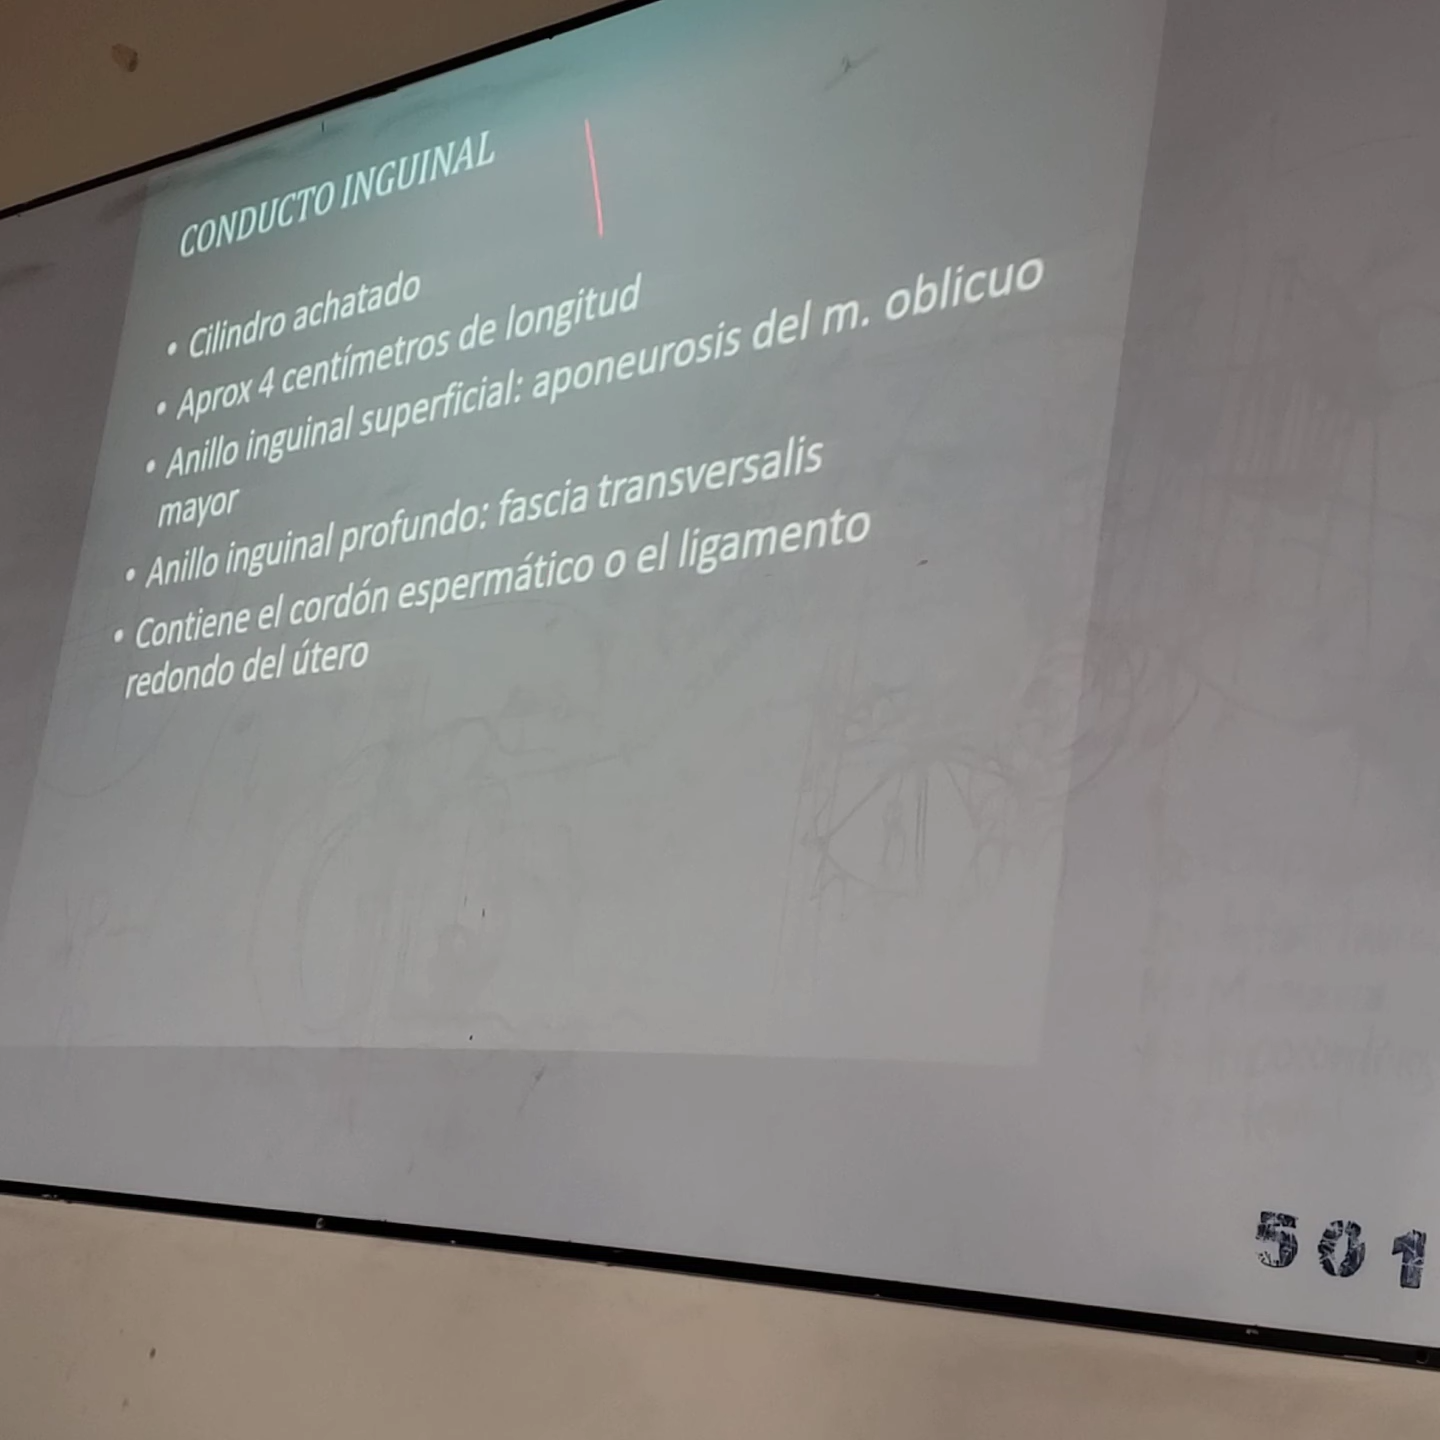 CONDUCTO INGUINAL
• Cilindro achatado
• Aprox 4 centímetros de longitud
• Anillo inguinal superficial: aponeurosis del m. oblicuo
mayor
• Anillo inguinal profundo: fascia transversalis
• Contiene el cordón espermático o el ligamento
redondo del útero
501